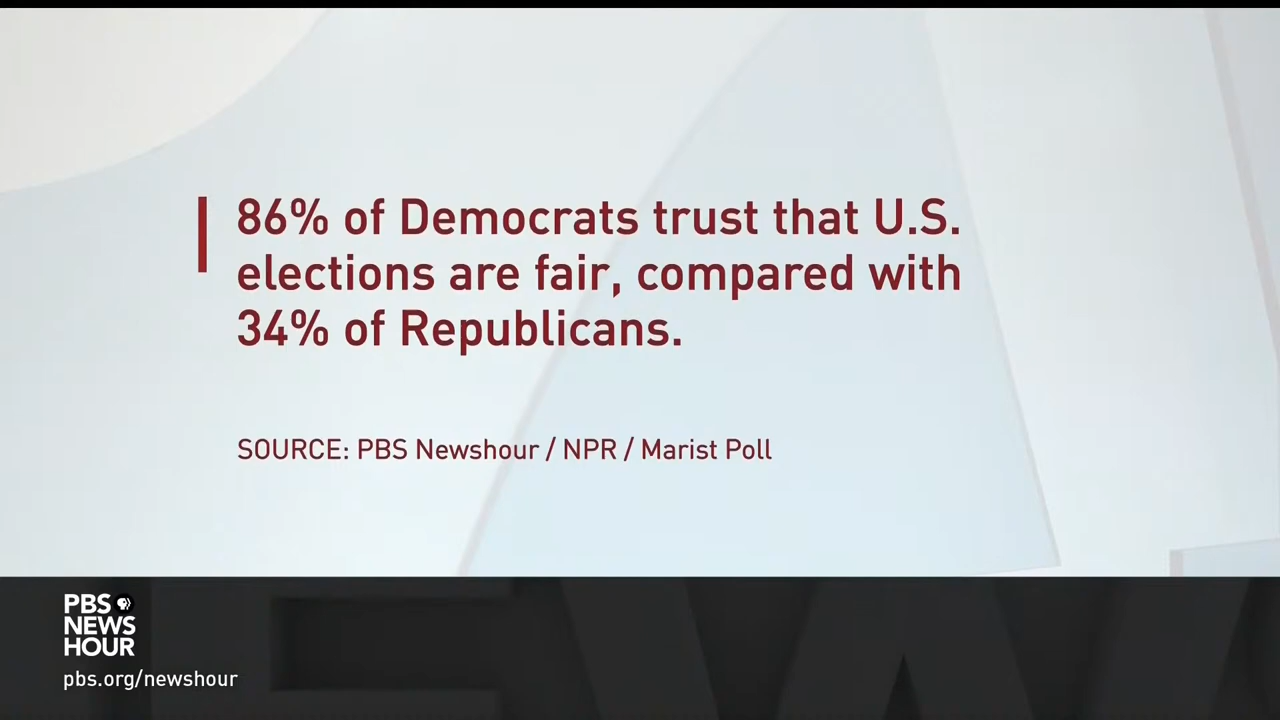 86% of Democrats trust that U.S.
elections are fair, compared with
34% of Republicans.
SOURCE: PBS Newshour / NPR / Marist Poll
PBS
NEWS
HOUR
pbs.org/newshour